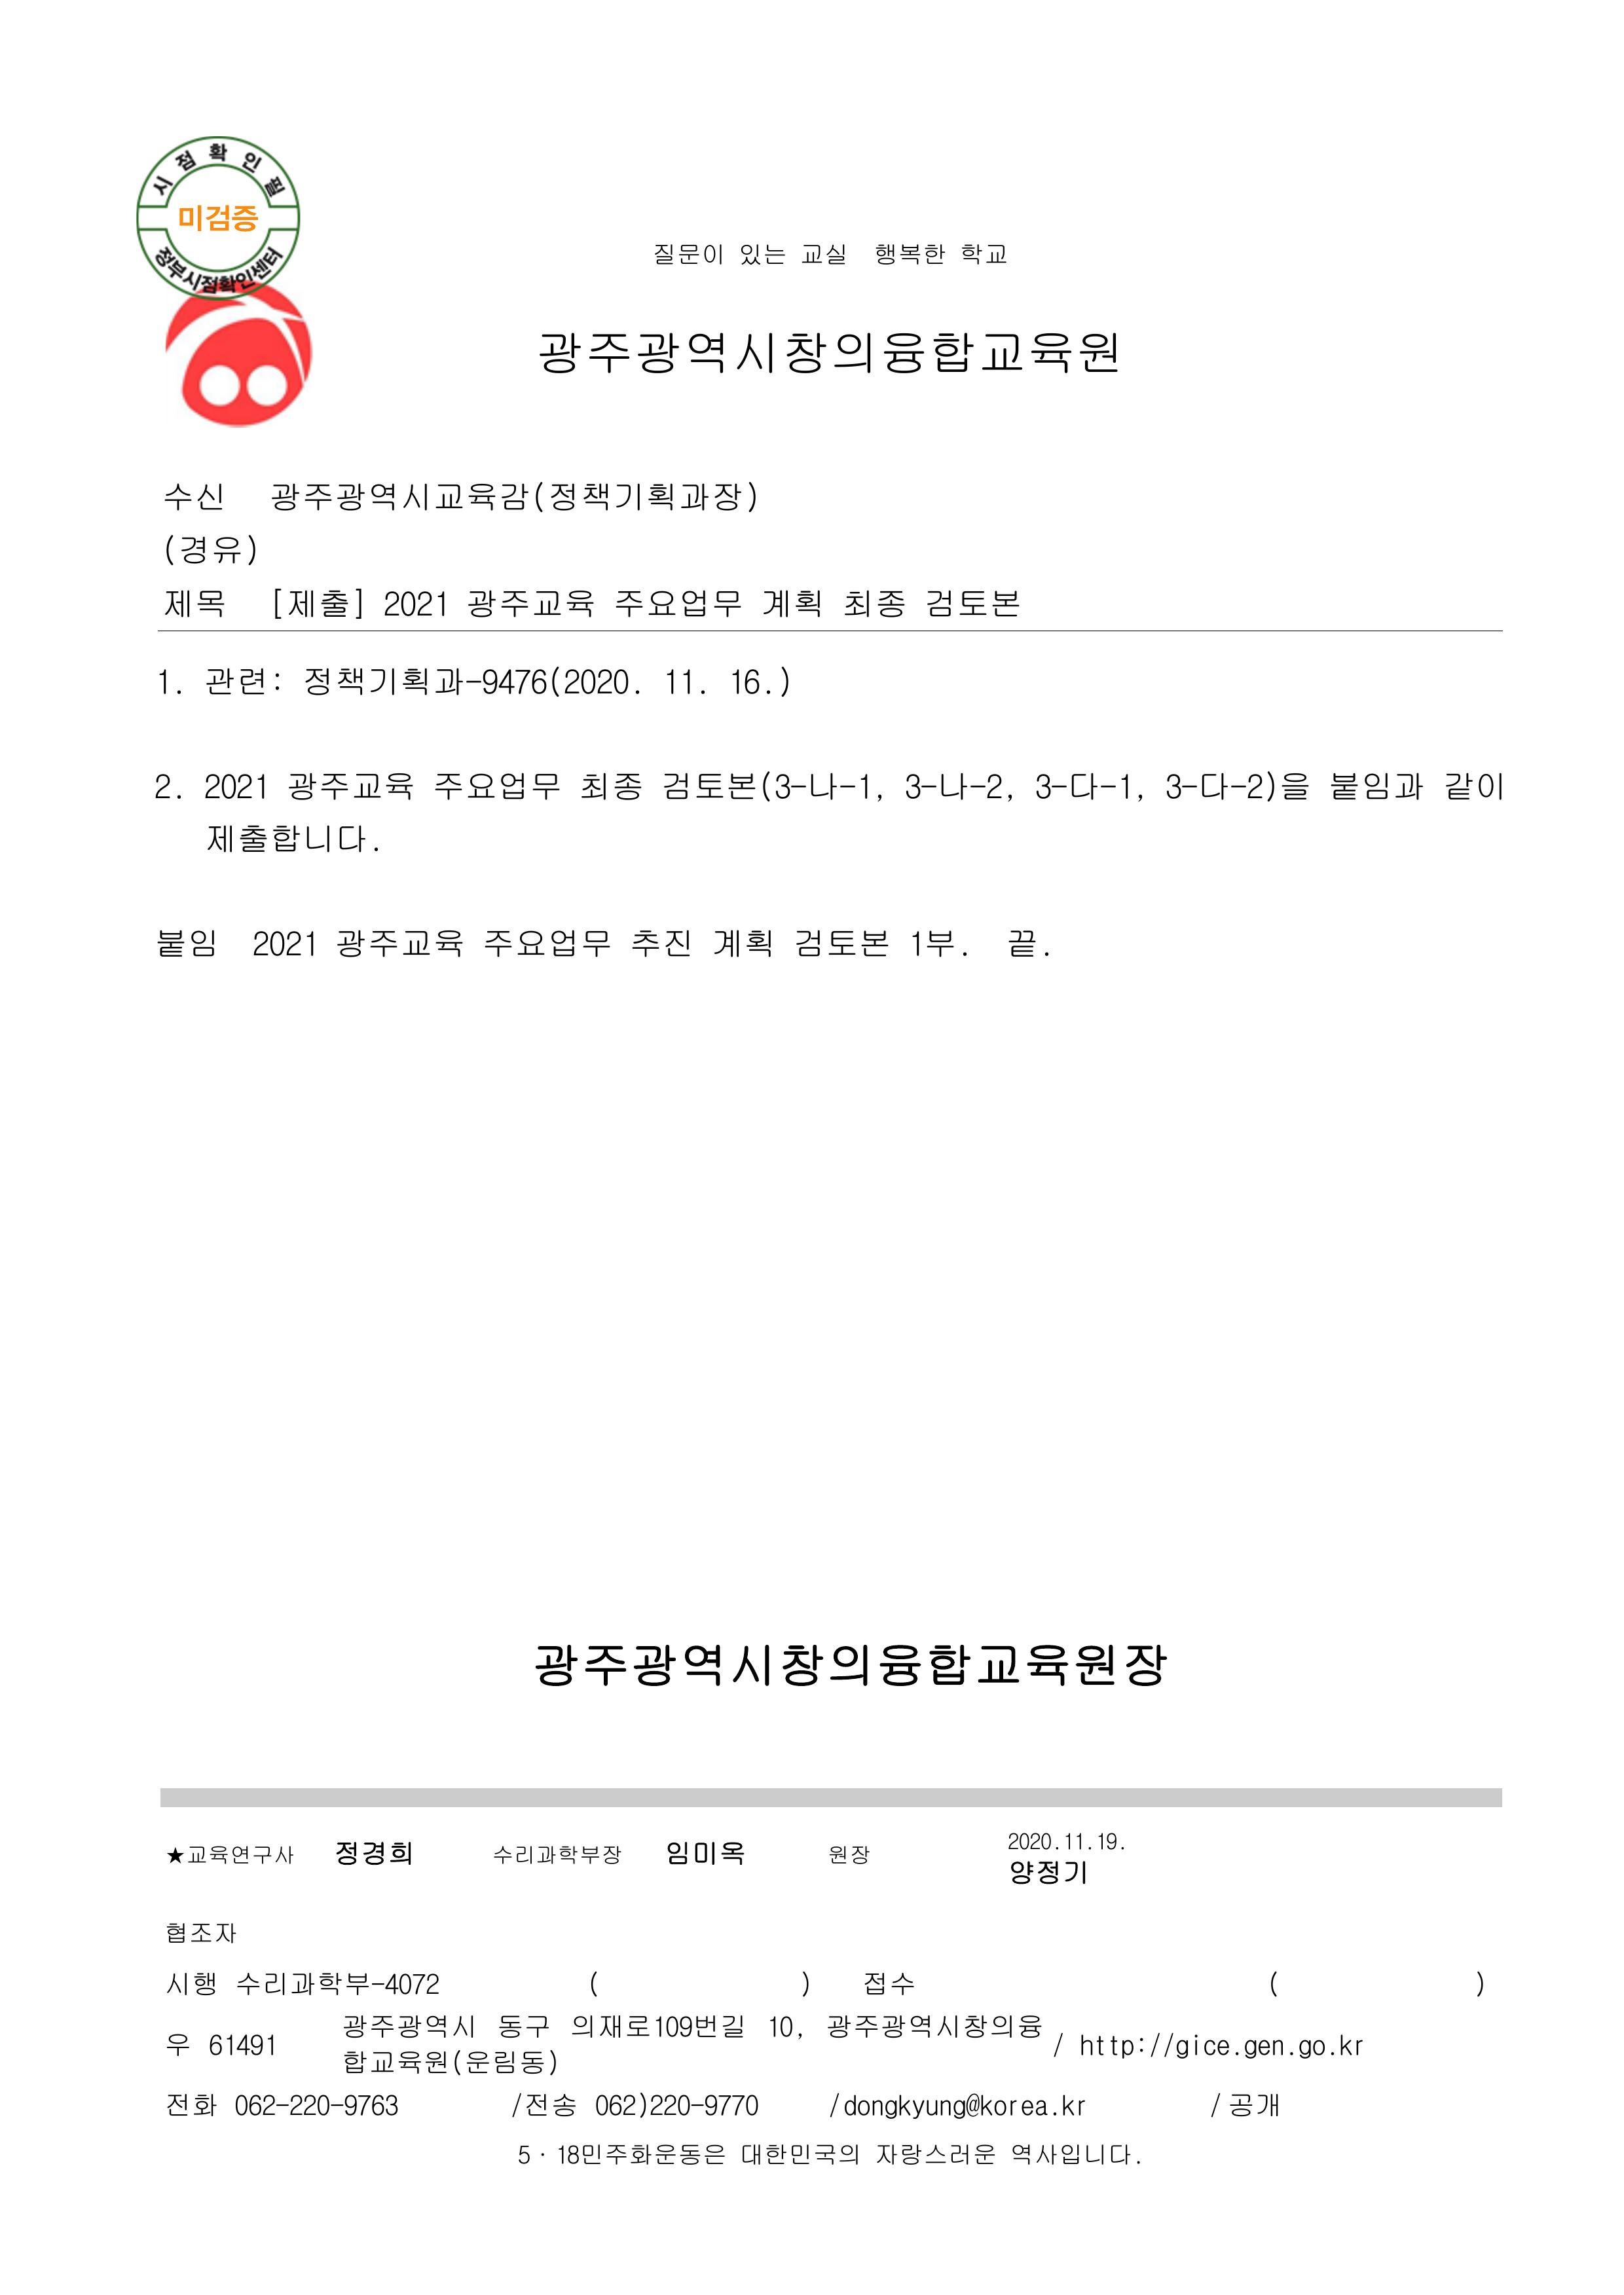 시점확인필
미검증
정부시점확인센터
질문이 있는 교실  행복한 학교
광주광역시창의융합교육원
수신  광주광역시교육감(정책기획과장)
(경유)
제목  [제출] 2021 광주교육 주요업무 계획 최종 검토본
1. 관련: 정책기획과-9476(2020. 11. 16.)
2. 2021 광주교육 주요업무 최종 검토본(3-나-1, 3-나-2, 3-다-1, 3-다-2)을 붙임과 같이
제출합니다.
붙임  2021 광주교육 주요업무 추진 계획 검토본 1부.  끝.
광주광역시창의융합교육원장
★교육연구사 정경희 수리과학부장 임미옥 원장 2020.11.19.
양정기
협조자
시행 수리과학부-4072 ( ) 접수 ( )
우 61491 광주광역시 동구 의재로109번길 10, 광주광역시창의융
합교육원(운림동) / http://gice.gen.go.kr
전화 062-220-9763 /전송 062)220-9770 /dongkyung@korea.kr / 공개
5·18민주화운동은 대한민국의 자랑스러운 역사입니다.